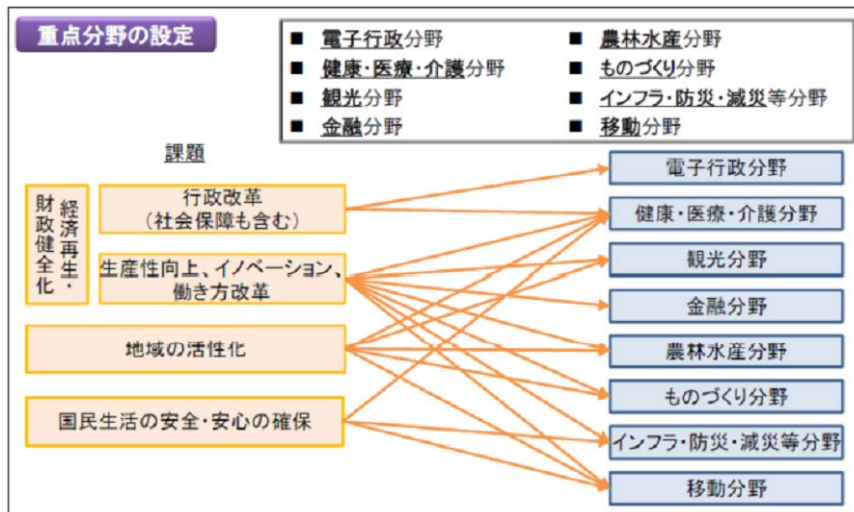 重点分野の設定
■ 電子行政分野
■ 健康・医療・介護分野
■ 観光分野
■ 金融分野
■ 農林水産分野
■ ものづくり分野
■ インフラ・防災・減災等分野
■ 移動分野
課題
経済再生・
財政健全化
行政改革
(社会保障も含む)
生産性向上、イノベーション、
働き方改革
地域の活性化
国民生活の安全・安心の確保
電子行政分野
健康・医療・介護分野
観光分野
金融分野
農林水産分野
ものづくり分野
インフラ・防災・減災等分野
移動分野